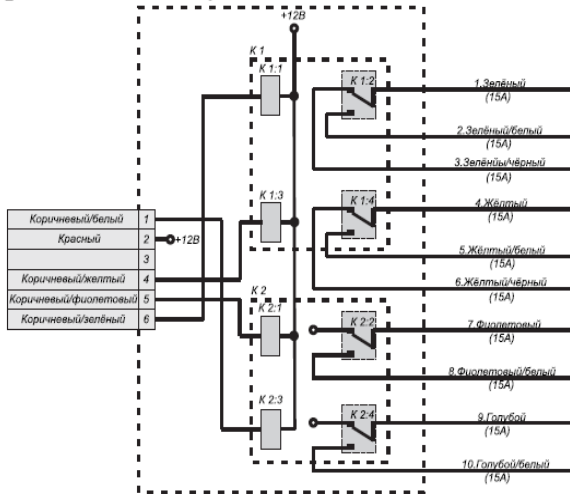 +12В
К 1
К 1:1
К 1:2
1.Зелёный
(15А)
2.Зелёный/белый
(15А)
3.Зеленйы/чёрный
(15А)
К 1:3
К 1:4
4.Жёлтый
(15А)
5.Жёлтый/белый
(15А)
6.Жёлтый/чёрный
(15А)
Коричневый/белый 1
Красный 2 +12В
3
Коричневый/желтый 4
Коричневый/фиолетовый 5
Коричневый/зелёный 6
К 2
К 2:1
К 2:2
7.Фиолетовый
(15А)
8.Фиолетовый/белый
(15А)
К 2:3
К 2:4
9.Голубой
(15А)
10.Голубой/белый
(15А)